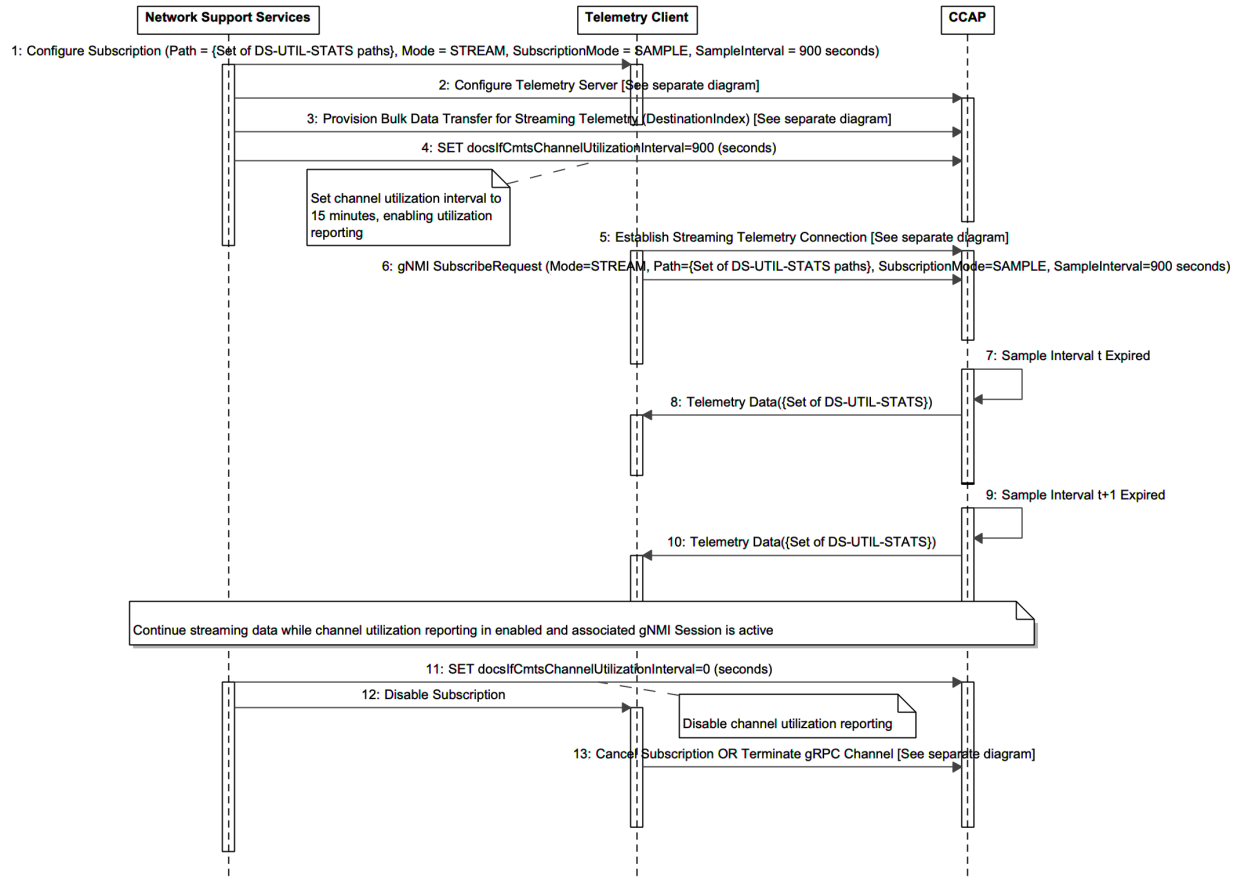 Network Support Services
Telemetry Client
CCAP
1: Configure Subscription (Path = {Set of DS-UTIL-STATS paths}, Mode = STREAM, SubscriptionMode = SAMPLE, SampleInterval = 900 seconds)
2: Configure Telemetry Server [See separate diagram]
3: Provision Bulk Data Transfer for Streaming Telemetry (DestinationIndex) [See separate diagram]
4: SET docsIfCmtsChannelUtilizationInterval=900 (seconds)
Set channel utilization interval to
15 minutes, enabling utilization
reporting
5: Establish Streaming Telemetry Connection [See separate diagram]
6: gNMI SubscribeRequest (Mode=STREAM, Path={Set of DS-UTIL-STATS paths}, SubscriptionMode=SAMPLE, SampleInterval=900 seconds)
7: Sample Interval t Expired
8: Telemetry Data({Set of DS-UTIL-STATS})
9: Sample Interval t+1 Expired
10: Telemetry Data({Set of DS-UTIL-STATS})
Continue streaming data while channel utilization reporting in enabled and associated gNMI Session is active
11: SET docsIfCmtsChannelUtilizationInterval=0 (seconds)
12: Disable Subscription
Disable channel utilization reporting
13: Cancel Subscription OR Terminate gRPC Channel [See separate diagram]